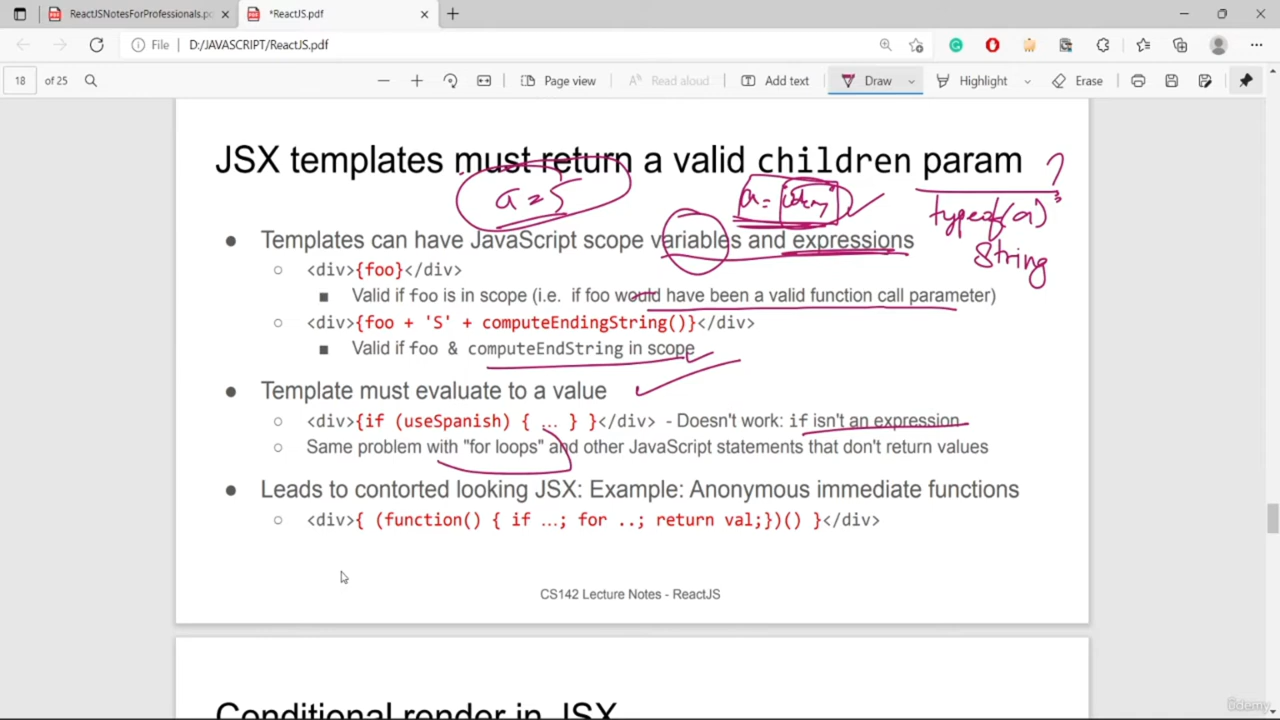 ReactJSNotesForProfessionals.p
*ReactJS.pdf
File D:/JAVASCRIPT/ReactJS.pdf
18 of 25 Page view Read aloud Add text Draw Highlight Erase
JSX templates must return a valid children param ?
a = 5
a =
typeof(a)
String
● Templates can have JavaScript scope variables and expressions
○ <div>{foo}</div>
■ Valid if foo is in scope (i.e. if foo would have been a valid function call parameter)
○ <div>{foo + 'S' + computeEndingString()}</div>
■ Valid if foo & computeEndString in scope
● Template must evaluate to a value
○ <div>{if (useSpanish) { … } }</div> - Doesn't work: if isn't an expression
○ Same problem with "for loops" and other JavaScript statements that don't return values
● Leads to contorted looking JSX: Example: Anonymous immediate functions
○ <div>{ (function() { if …; for ..; return val;})() }</div>
CS142 Lecture Notes - ReactJS
Conditional render in JSX
ûdemy